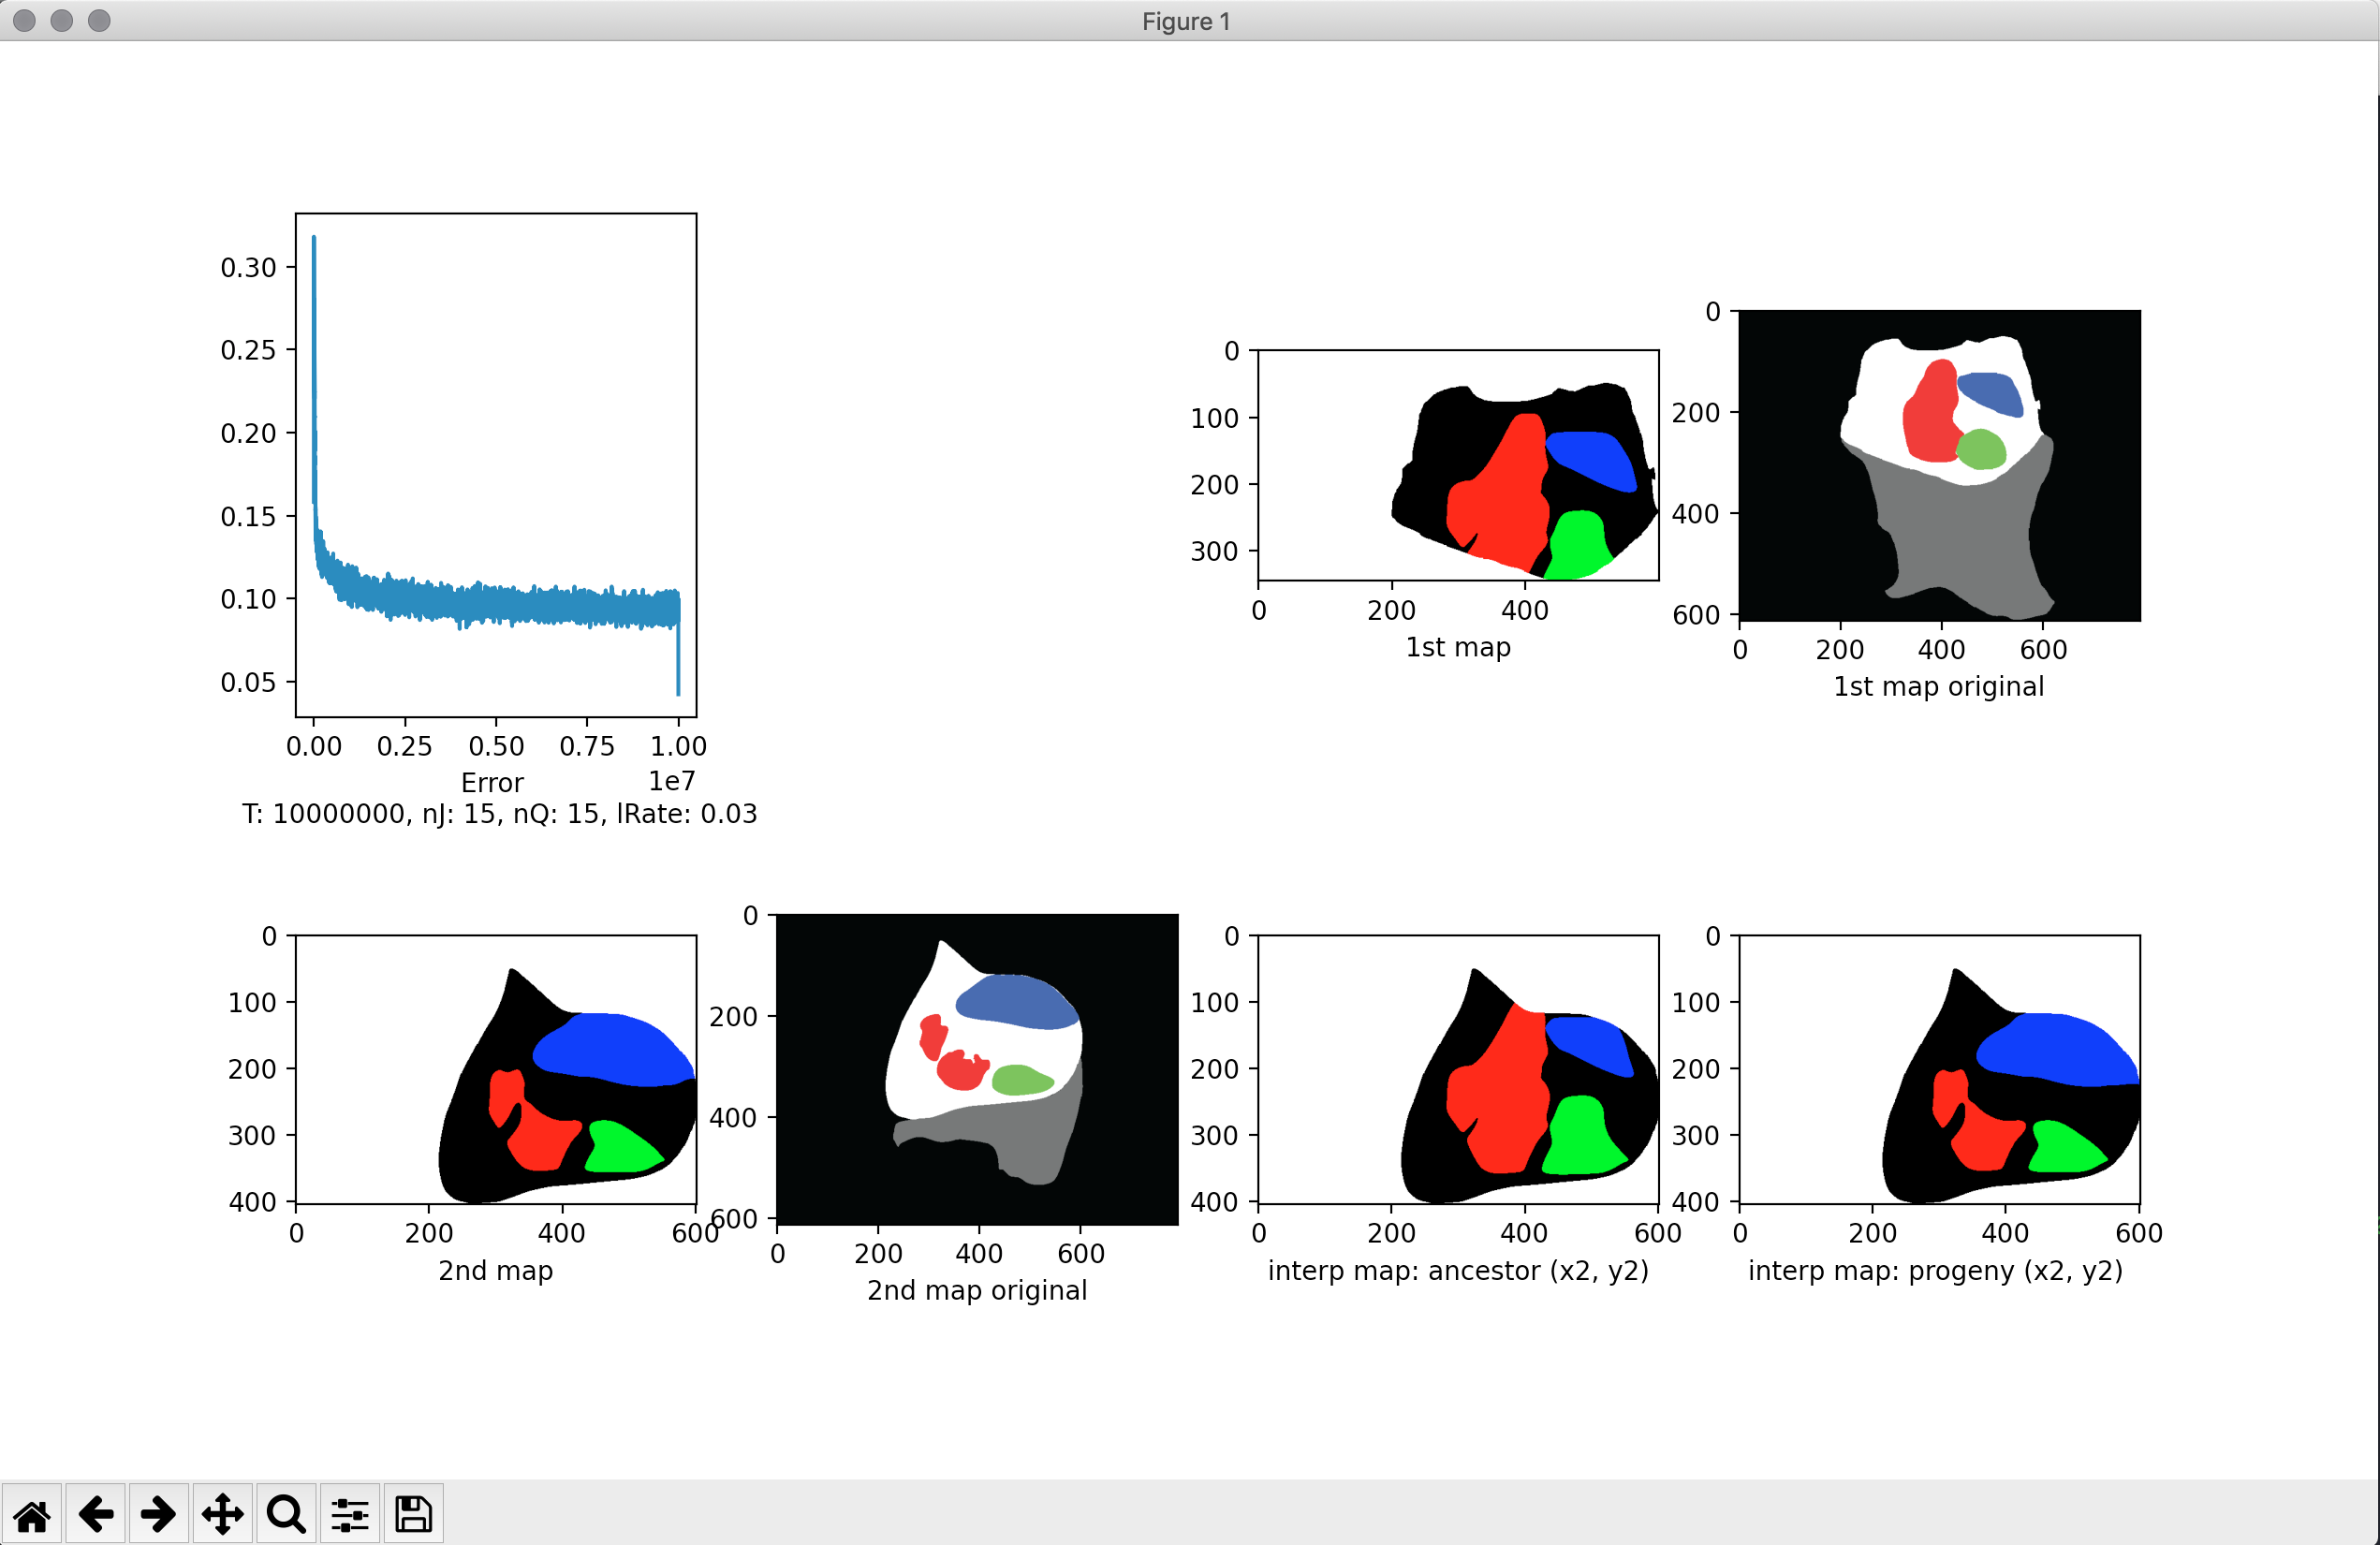 Figure 1
0.30
0.25
0.20
0.15
0.10
0.05
0.00 0.25 0.50 0.75 1.00
Error 1e7
T: 10000000, nJ: 15, nQ: 15, lRate: 0.03
0
100
200
300
0 200 400
1st map
0
200
400
600
0 200 400 600
1st map original
0
100
200
300
400
0 200 400 600
2nd map
0
200
400
600
0 200 400 600
2nd map original
0
100
200
300
400
0 200 400 600
interp map: ancestor (x2, y2)
0
100
200
300
400
0 200 400 600
interp map: progeny (x2, y2)